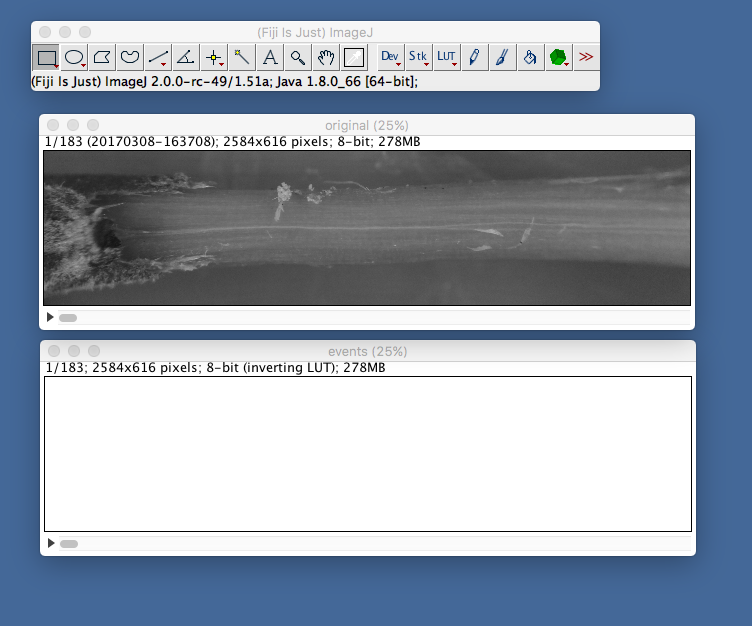 (Fiji Is Just) ImageJ
A Dev Stk LUT >>
(Fiji Is Just) ImageJ 2.0.0-rc-49/1.51a; Java 1.8.0_66 [64-bit];
original (25%)
1/183 (20170308-163708); 2584x616 pixels; 8-bit; 278MB
events (25%)
1/183; 2584x616 pixels; 8-bit (inverting LUT); 278MB